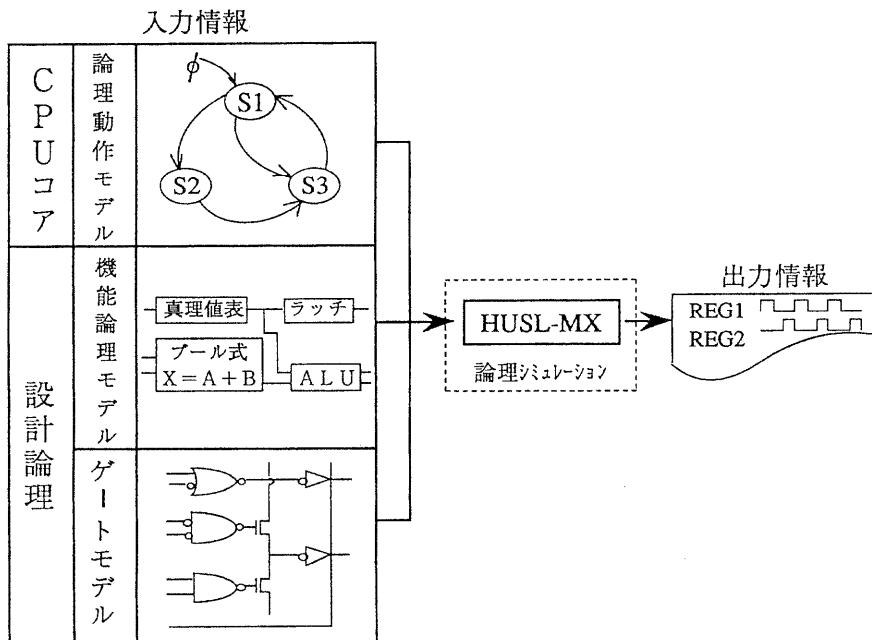 入力情報
CPUコア
論理動作モデル
φ
S1
S2
S3
設計論理
機能論理モデル
真理値表
ラッチ
ブール式
X=A+B
ALU
ゲートモデル
HUSL-MX
論理シミュレーション
出力情報
REG1
REG2